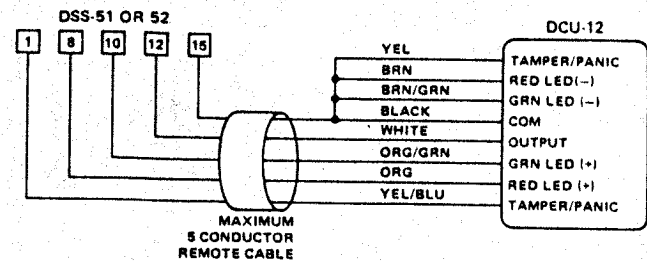 DSS-51 OR 52
1
8
10
12
15
DCU-12
YEL
BRN
BRN/GRN
BLACK
WHITE
ORG/GRN
ORG
YEL/BLU
TAMPER/PANIC
RED LED(-)
GRN LED (-)
COM
OUTPUT
GRN LED (+)
RED LED (+)
TAMPER/PANIC
MAXIMUM
5 CONDUCTOR
REMOTE CABLE